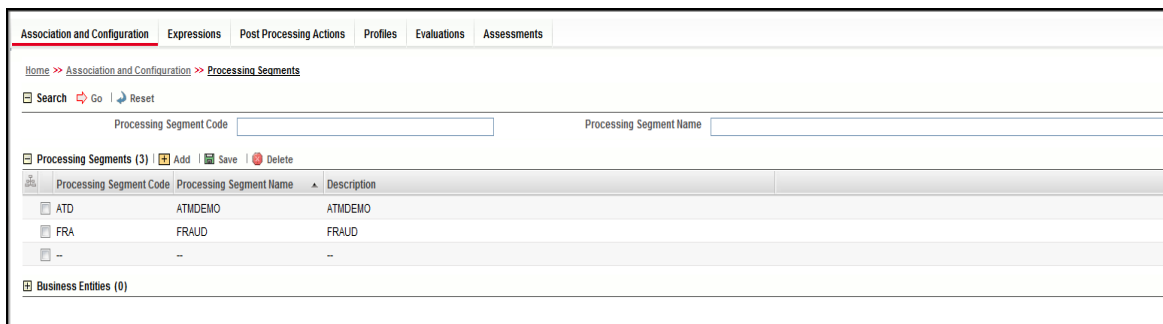 Association and Configuration Expressions Post Processing Actions Profiles Evaluations Assessments
Home >> Association and Configuration >> Processing Segments
Search Go | Reset
Processing Segment Code Processing Segment Name
Processing Segments (3) | Add | Save | Delete
Processing Segment Code Processing Segment Name Description
ATD ATMDEMO ATMDEMO
FRA FRAUD FRAUD
-- -- --
Business Entities (0)